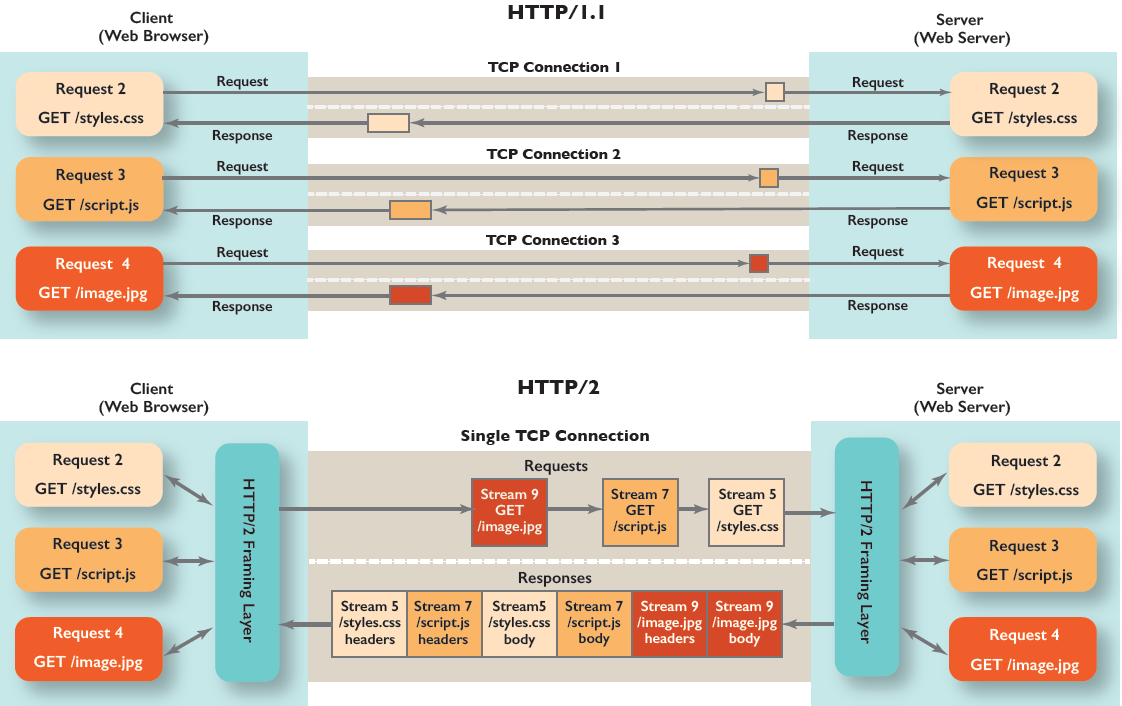 HTTP/1.1
Client
(Web Browser)
Server
(Web Server)
TCP Connection 1
Request 2
GET /styles.css
Request
Response
Request
Response
Request 2
GET /styles.css
TCP Connection 2
Request 3
GET /script.js
Request
Response
Request
Response
Request 3
GET /script.js
TCP Connection 3
Request  4
GET /image.jpg
Request
Response
Request
Response
Request  4
GET /image.jpg
HTTP/2
Client
(Web Browser)
Server
(Web Server)
Single TCP Connection
Request 2
GET /styles.css
Request 3
GET /script.js
Request 4
GET /image.jpg
HTTP/2 Framing Layer
Requests
Stream 9
GET
/image.jpg
Stream 7
GET
/script.js
Stream 5
GET
/styles.css
Responses
Stream 5
/styles.css
headers
Stream 7
/script.js
headers
Stream5
/styles.css
body
Stream 7
/script.js
body
Stream 9
/image.jpg
headers
Stream 9
/image.jpg
body
HTTP/2 Framing Layer
Request 2
GET /styles.css
Request 3
GET /script.js
Request 4
GET /image.jpg